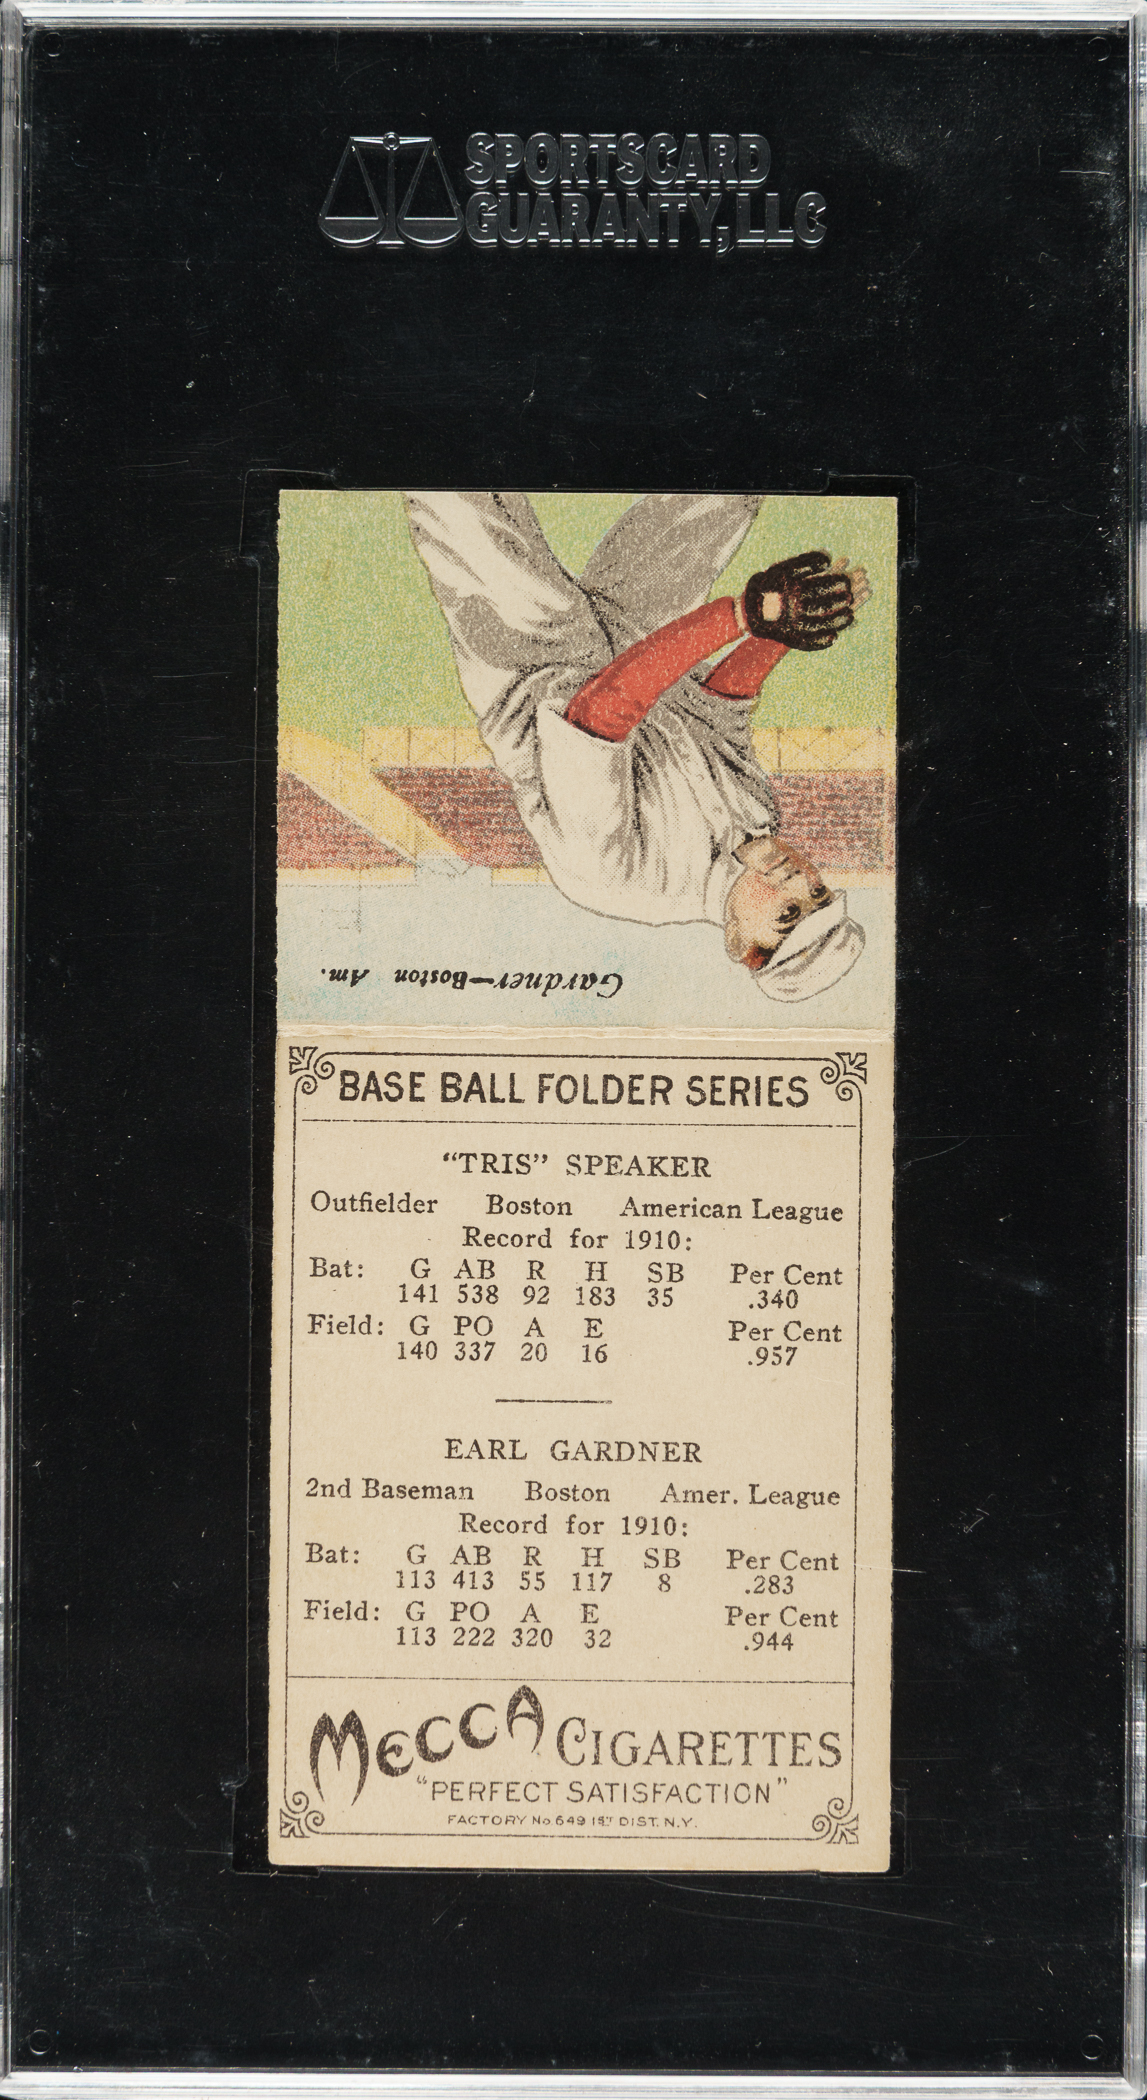 SPORTSCARD
GUARANTY, LLC
Gardner—Boston Am.
BASE BALL FOLDER SERIES
"TRIS" SPEAKER
Outfielder Boston American League
Record for 1910:
Bat: G AB R H SB Per Cent
141 538 92 183 35 .340
Field: G PO A E Per Cent
140 337 20 16 .957
EARL GARDNER
2nd Baseman Boston Amer. League
Record for 1910:
Bat: G AB R H SB Per Cent
113 413 55 117 8 .283
Field: G PO A E Per Cent
113 222 320 32 .944
MECCA CIGARETTES
"PERFECT SATISFACTION"
FACTORY No 649 1ST DIST. N.Y.